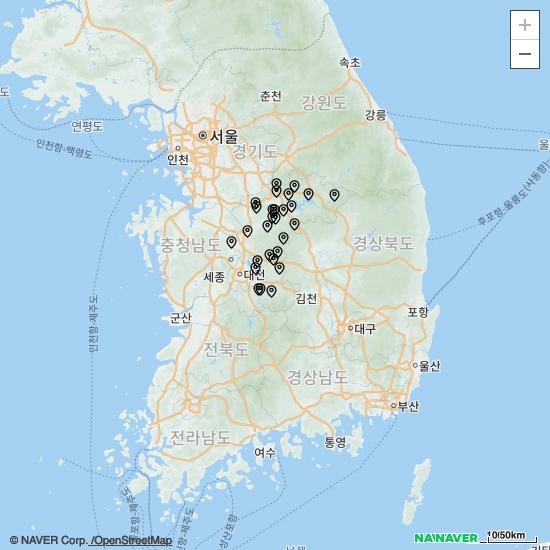 +
속초
춘천
강원도
강릉
도
연평도
서울
인천
경기도
인천항-백령도
울
후포항-울릉도(사동항)
충청남도
경상북도
세종
대전
김천
인천항-제주도
군산
포항
대구
전북도
경상남도
울산
부산
전라남도
통영
여수
© NAVER Corp. /OpenStreetMap
NAVER
10/50km